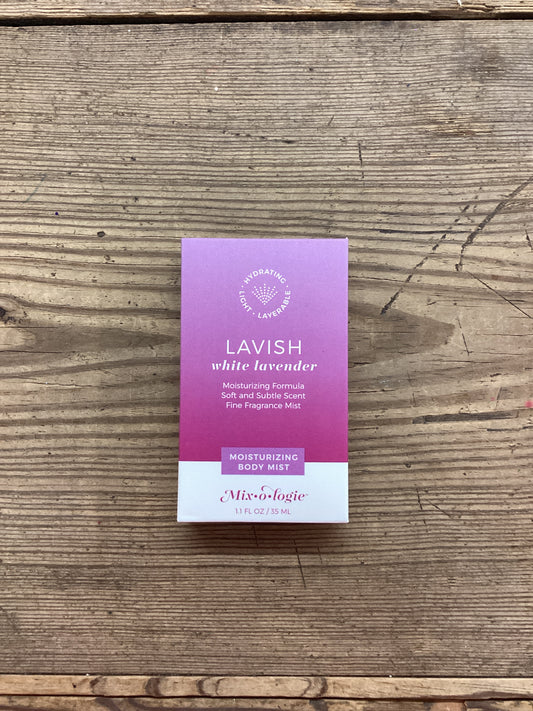 HYDRATING
• LIGHT • LAYERABLE •
LAVISH
white lavender
Moisturizing Formula
Soft and Subtle Scent
Fine Fragrance Mist
MOISTURIZING
BODY MIST
Mix•o•logie
1.1 FL OZ / 35 ML